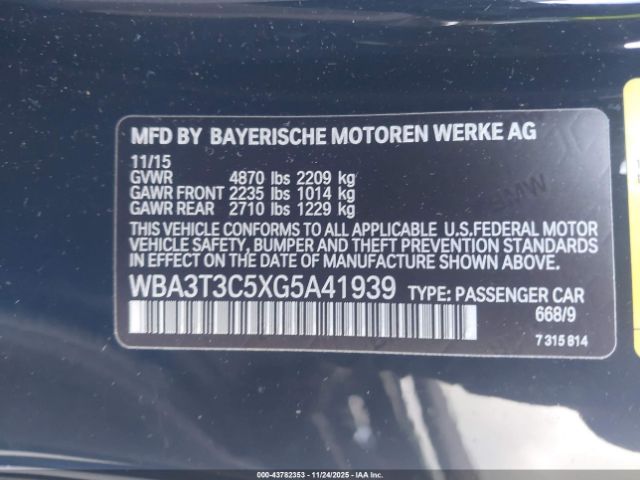 MFD BY BAYERISCHE MOTOREN WERKE AG
11/15
GVWR 4870 lbs 2209 kg
GAWR FRONT 2235 lbs 1014 kg
GAWR REAR 2710 lbs 1229 kg
THIS VEHICLE CONFORMS TO ALL APPLICABLE U.S.FEDERAL MOTOR
VEHICLE SAFETY, BUMPER AND THEFT PREVENTION STANDARDS
IN EFFECT ON THE DATE OF MANUFACTURE SHOWN ABOVE.
WBA3T3C5XG5A41939 TYPE: PASSENGER CAR
668/9
7 315 814
000-43782353 | 11/24/2025 - IAAI.CA